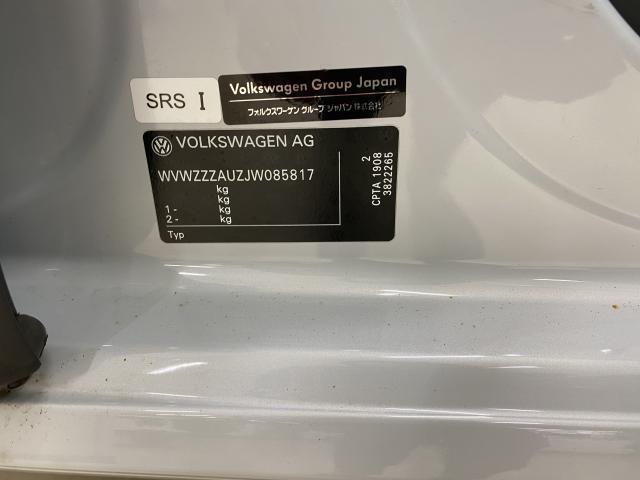 SRS I
Volkswagen Group Japan
フォルクスワーゲン グループ ジャパン 株式会社
VOLKSWAGEN AG
WVWZZZAUZJW085817
kg
kg
1 - kg
2 - kg
Typ
2
CPTA 1908
3822265